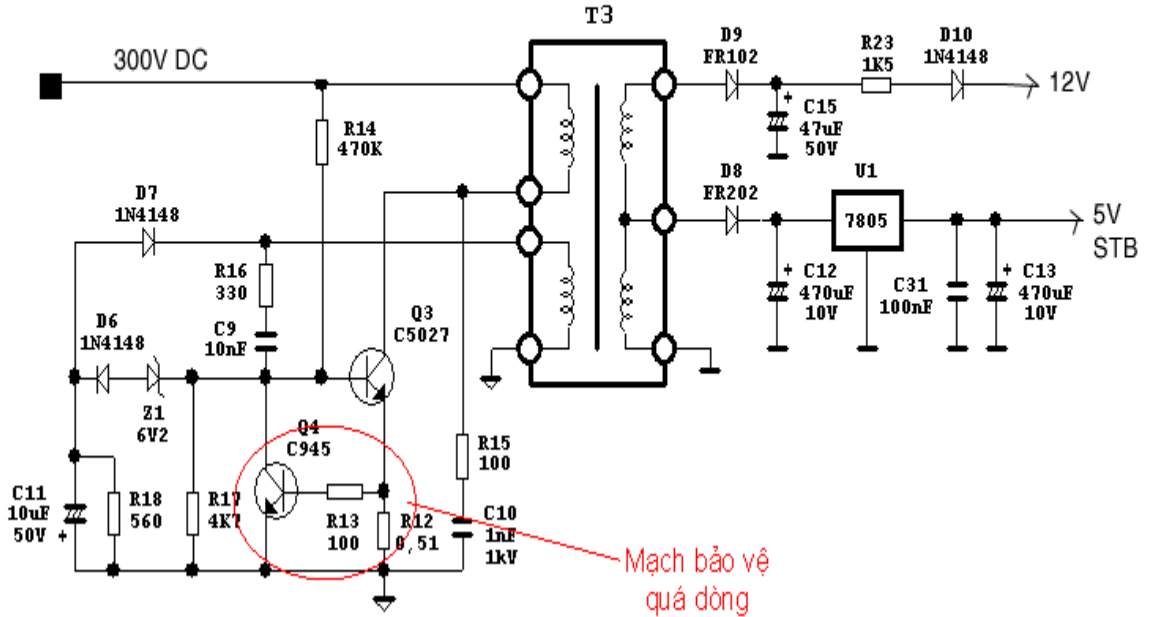 T3
300V DC
D9
FR102
R23
1K5
D10
1N4148
12V
C15
47uF
50V
R14
470K
D7
1N4148
D8
FR202
U1
7805
5V
STB
R16
330
C9
10nF
Q3
C5027
C12
470uF
10V
C31
100nF
C13
470uF
10V
D6
1N4148
Z1
6V2
Q4
C945
R15
100
C11
10uF
50V
R18
560
R17
4K7
R13
100
R12
0,51
C10
1nF
1kV
Mạch bảo vệ
quá dòng